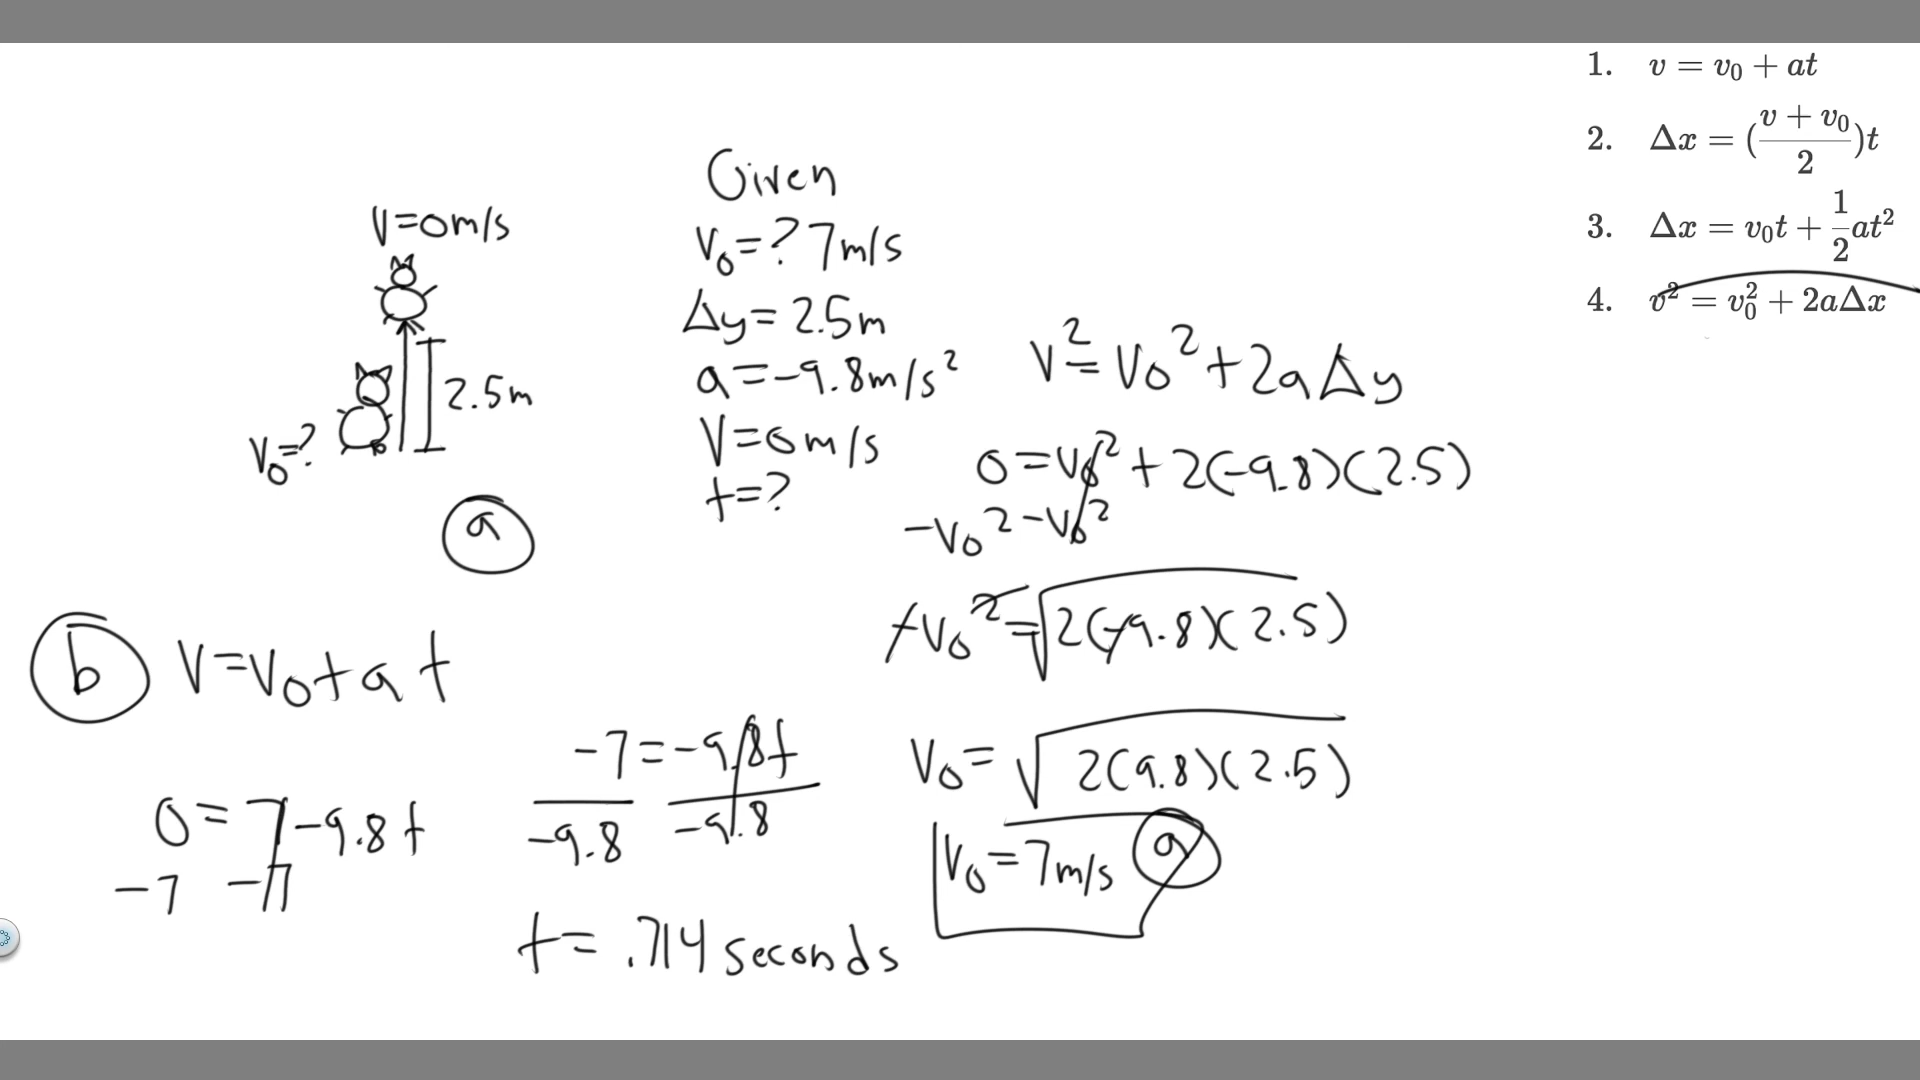 1. v = v₀ + at
2. Δx = (\frac{v + v₀}{2})t
3. Δx = v₀t + \frac{1}{2}at²
4. v² = v₀² + 2aΔx
V=0m/s
2.5m
V₀=?
a
Given
V₀=? 7m/s
Δy=2.5m
a=-9.8m/s²
V=0m/s
t=?
V²=V₀²+2aΔy
0=V₀²+2(-9.8)(2.5)
-V₀² -V₀²
-V₀²=√2(-9.8)(2.5)
V₀=√2(9.8)(2.5)
V₀=7m/s a
b V=V₀+at
0=7-9.8t
-7 -7
-7=-9.8t
-9.8 -9.8
t=.714 seconds